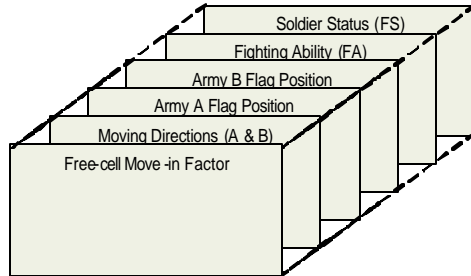 Soldier Status (FS)
Fighting Ability (FA)
Army B Flag Position
Army A Flag Position
Moving Directions (A & B)
Free-cell Move -in Factor